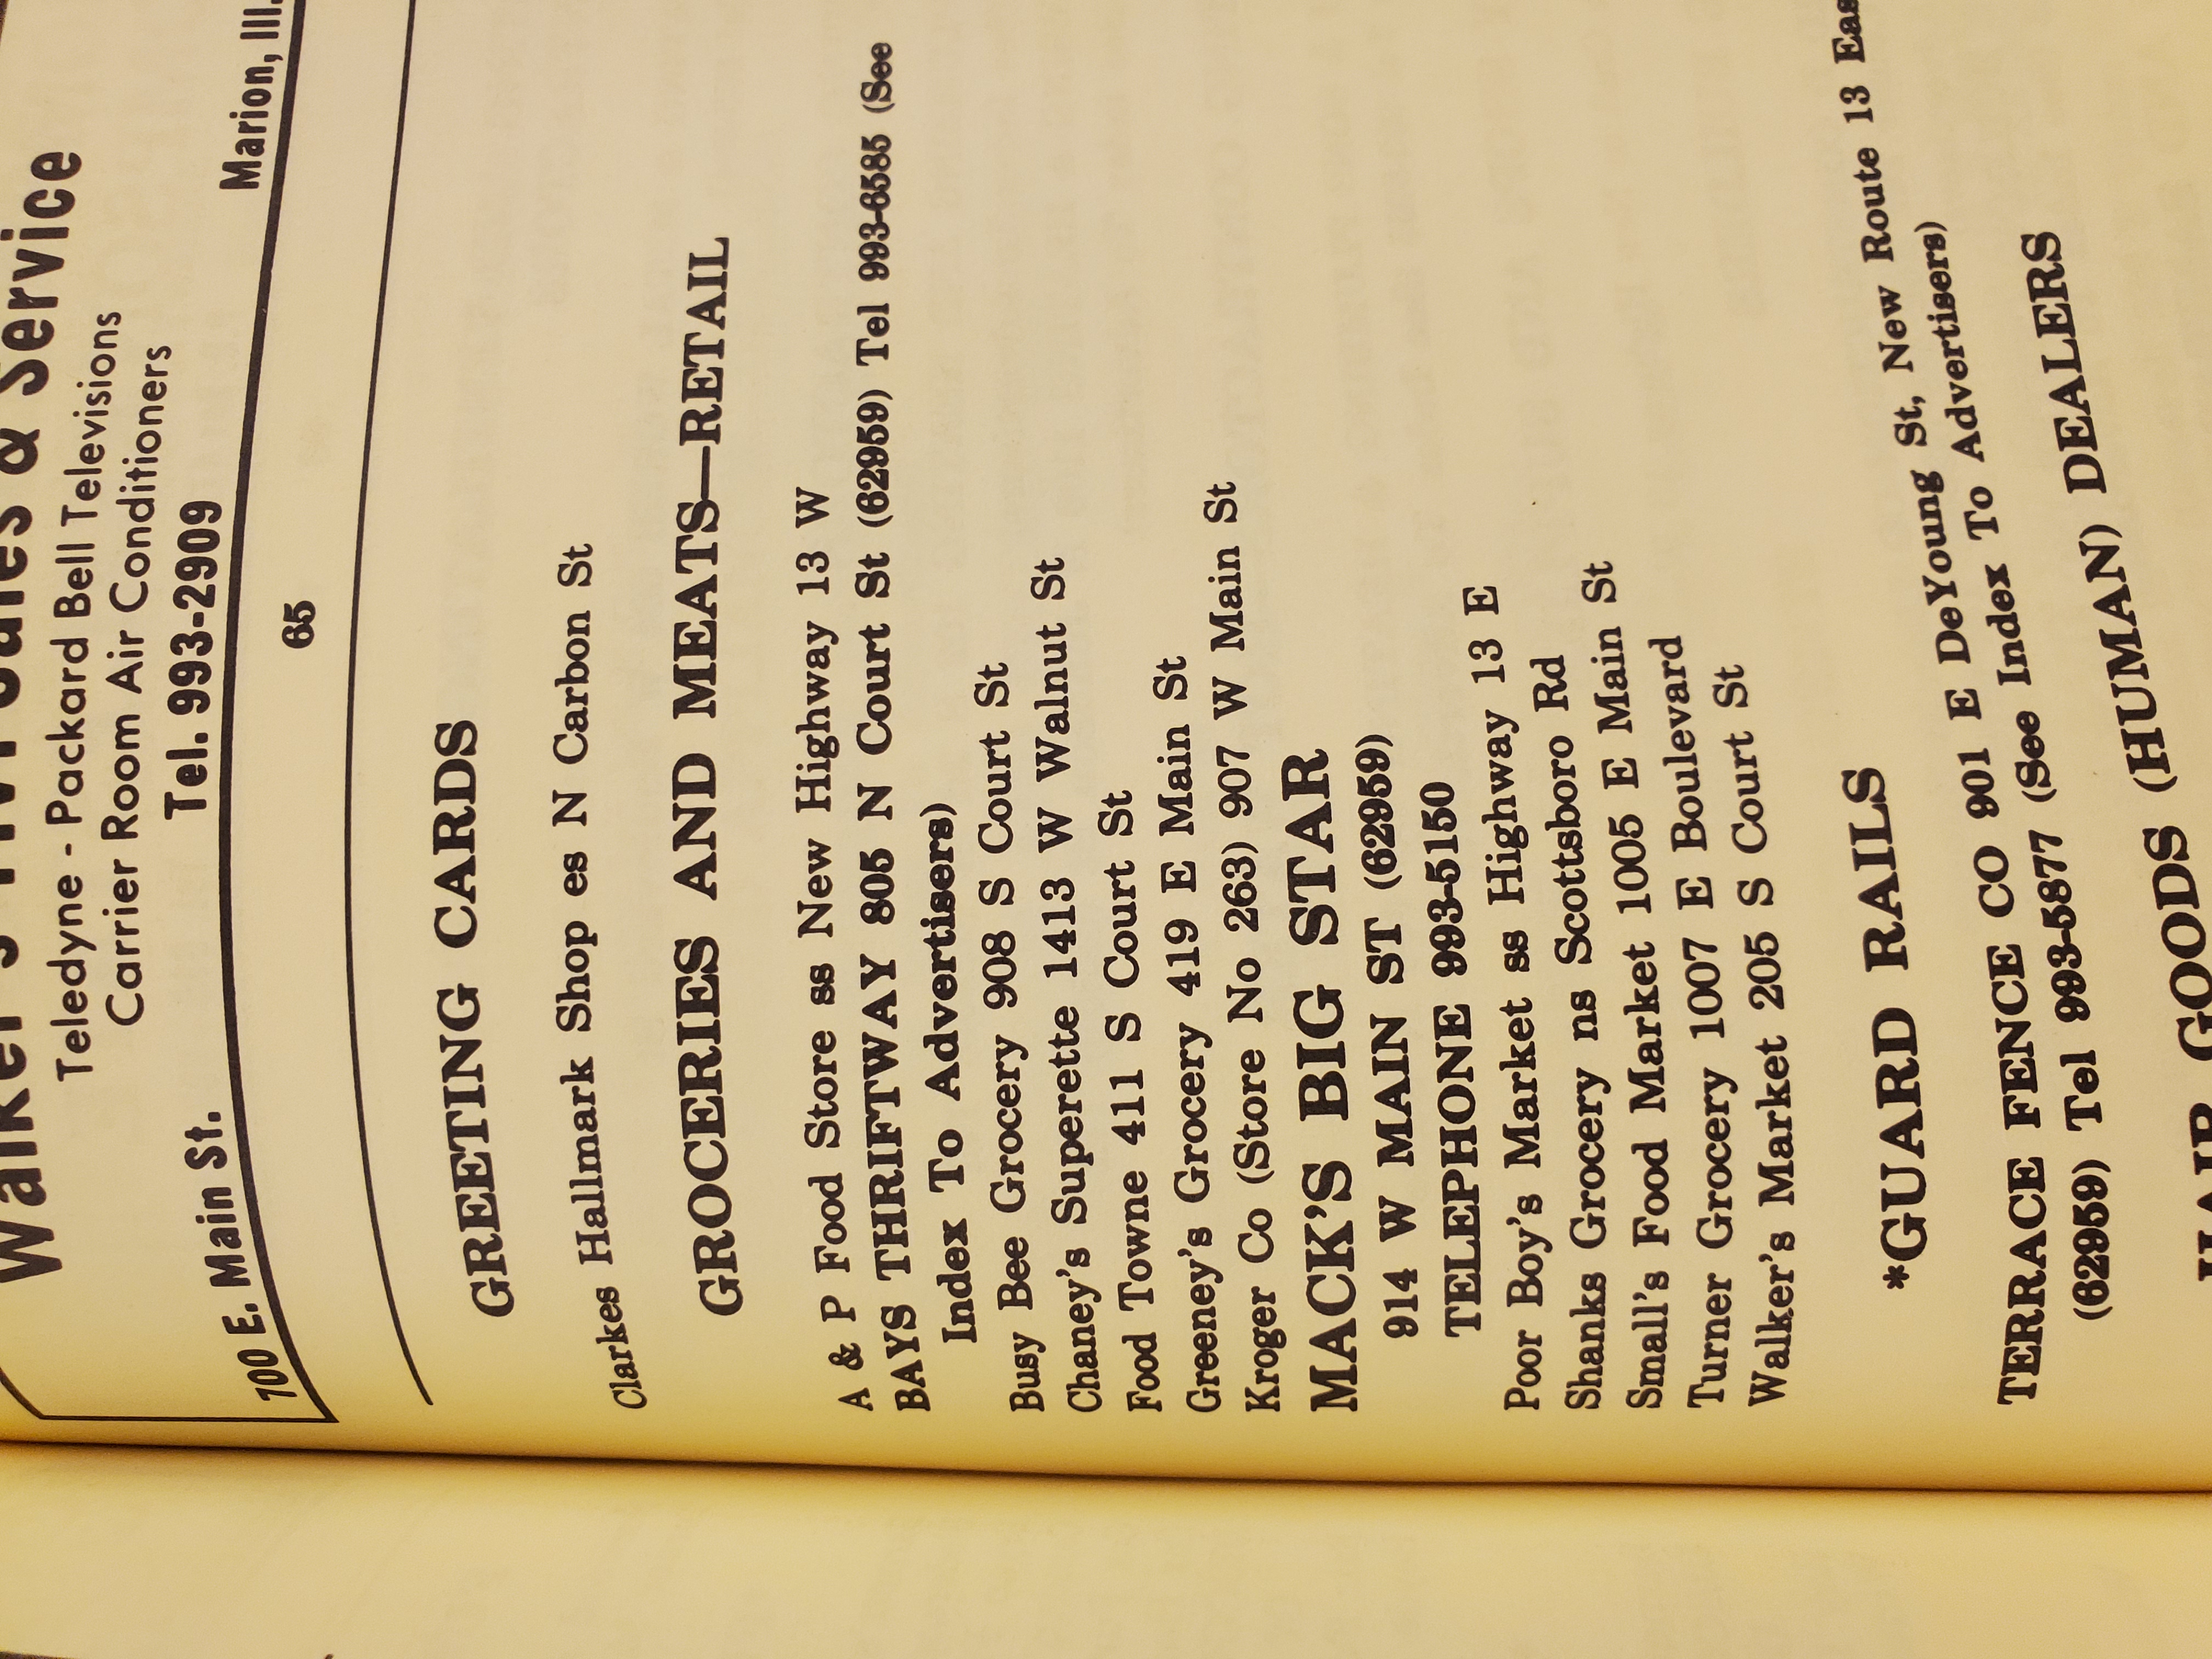 Walker's & Service
Teledyne - Packard Bell Televisions
Carrier Room Air Conditioners
Tel. 993-2909
700 E. Main St. Marion, Ill.
65
GREETING CARDS
Clarkes Hallmark Shop es N Carbon St
GROCERIES AND MEATS—RETAIL
A & P Food Store ss New Highway 13 W
BAYS THRIFTWAY 805 N Court St (62959) Tel 993-6585 (See
Index To Advertisers)
Busy Bee Grocery 908 S Court St
Chaney's Superette 1413 W Walnut St
Food Towne 411 S Court St
Greeney's Grocery 419 E Main St
Kroger Co (Store No 263) 907 W Main St
MACK'S BIG STAR
914 W MAIN ST (62959)
TELEPHONE 993-5150
Poor Boy's Market ss Highway 13 E
Shanks Grocery ns Scottsboro Rd
Small's Food Market 1005 E Main St
Turner Grocery 1007 E Boulevard
Walker's Market 205 S Court St
*GUARD RAILS
TERRACE FENCE CO 901 E DeYoung St, New Route 13 Eas
(62959) Tel 993-5877 (See Index To Advertisers)
HAIR GOODS (HUMAN) DEALERS